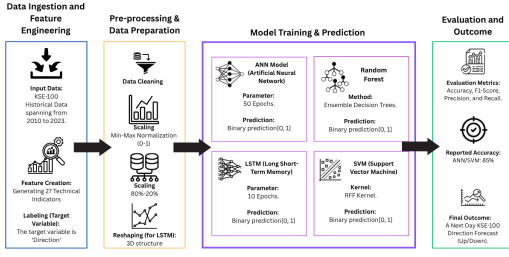 Data Ingestion and
Feature
Engineering
Input Data:
KSE-100
Historical Data
spanning from
2010 to 2023.
Feature Creation:
Generating 27 Technical
Indicators
Labeling (Target
Variable):
The target variable is
'Direction'
Pre-processing &
Data Preparation
Data Cleaning
Scaling
Min-Max Normalization
(0-1)
Scaling
80%-20%
Reshaping (for LSTM):
3D structure
Model Training & Prediction
ANN Model
(Artificial Neural
Network)
Parameter:
50 Epochs.
Prediction:
Binary prediction[0, 1]
Random
Forest
Method:
Ensemble Decision Trees.
Prediction:
Binary prediction[0, 1]
LSTM (Long Short-
Term Memory)
Parameter:
10 Epochs.
Prediction:
Binary prediction[0, 1]
SVM (Support
Vector Machine)
Kernel:
RFF Kernel.
Prediction:
Binary prediction[0, 1]
Evaluation and
Outcome
Evaluation Metrics:
Accuracy, F1-Score,
Precision, and Recall.
Reported Accuracy:
ANN/SVM: 85%
Final Outcome:
A Next Day KSE-100
Direction Forecast
(Up/Down).